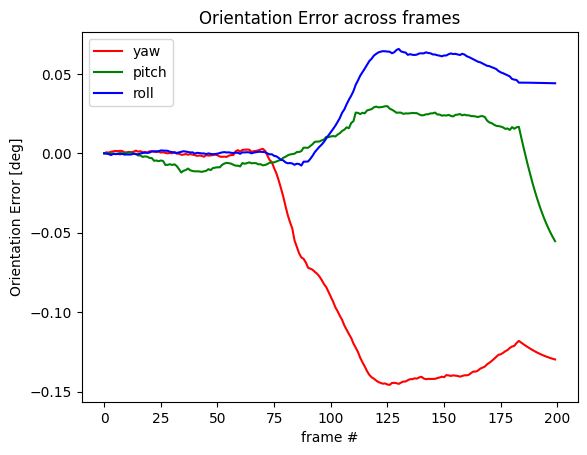 Orientation Error across frames
yaw
pitch
roll
Orientation Error [deg]
0.05
0.00
−0.05
−0.10
−0.15
0 25 50 75 100 125 150 175 200
frame #